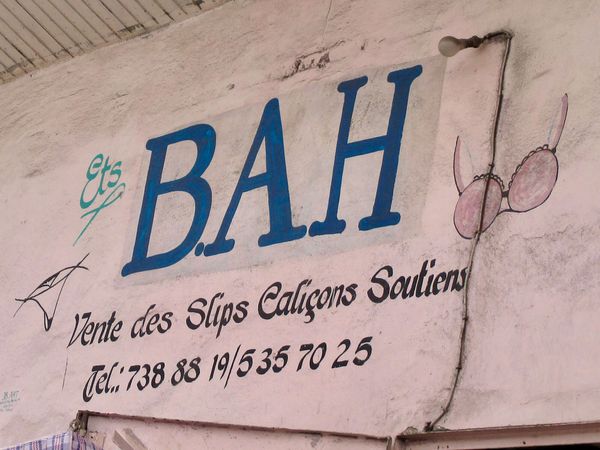 Ets
B.AH
Vente des Slips Caliçons Soutiens
Tel.: 738 88 19/535 70 25